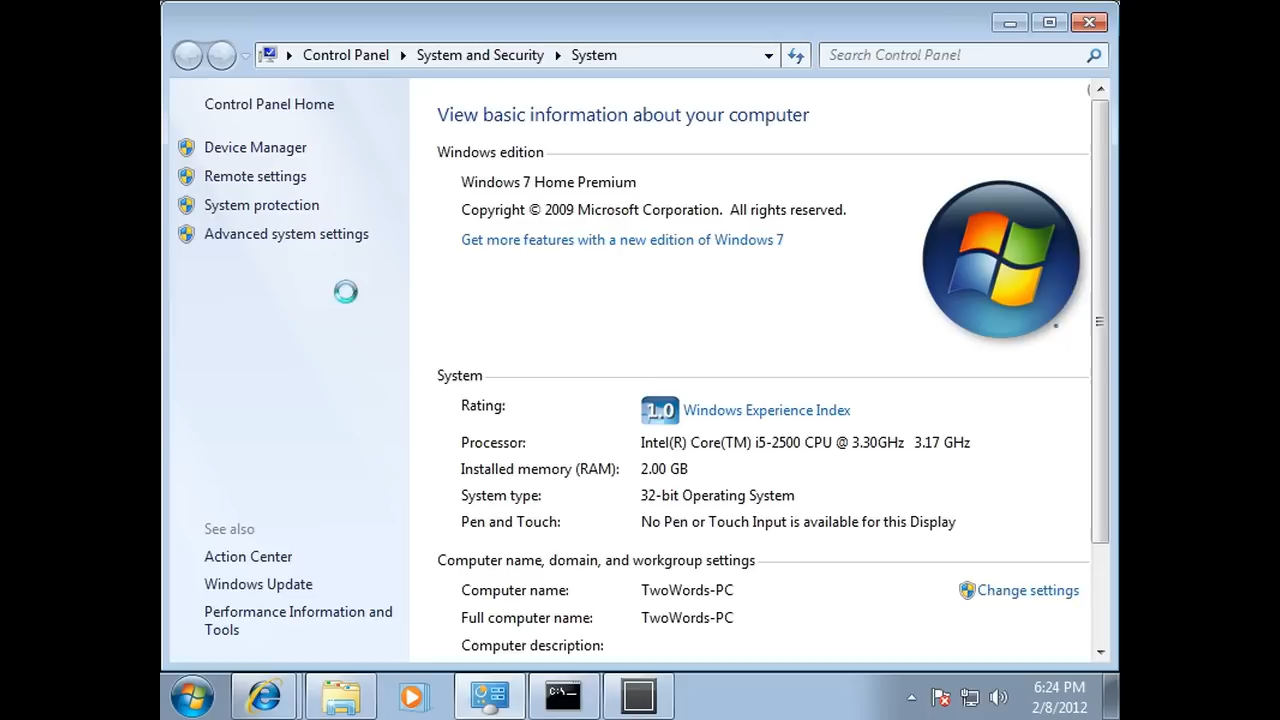 Control Panel
System and Security
System
Search Control Panel
Control Panel Home
Device Manager
Remote settings
System protection
Advanced system settings
See also
Action Center
Windows Update
Performance Information and
Tools
View basic information about your computer
Windows edition
Windows 7 Home Premium
Copyright © 2009 Microsoft Corporation. All rights reserved.
Get more features with a new edition of Windows 7
System
Rating:
1.0 Windows Experience Index
Processor: Intel(R) Core(TM) i5-2500 CPU @ 3.30GHz 3.17 GHz
Installed memory (RAM): 2.00 GB
System type: 32-bit Operating System
Pen and Touch: No Pen or Touch Input is available for this Display
Computer name, domain, and workgroup settings
Computer name: TwoWords-PC
Change settings
Full computer name: TwoWords-PC
Computer description:
C:\_
6:24 PM
2/8/2012